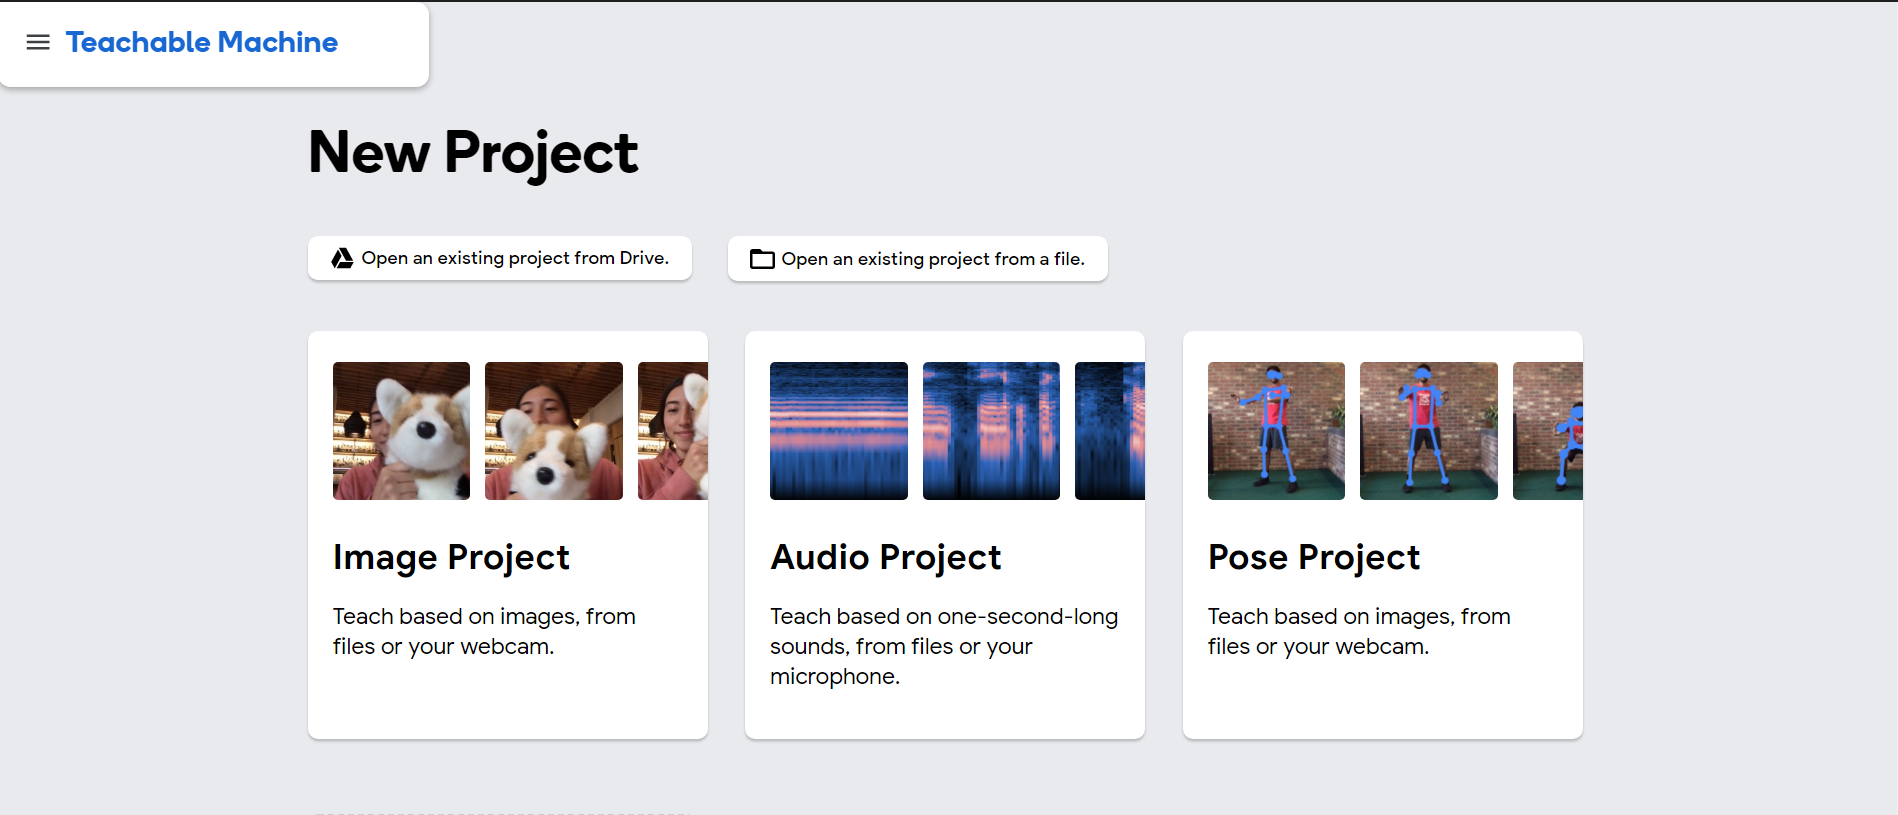 Teachable Machine
New Project
Open an existing project from Drive.
Open an existing project from a file.
Image Project
Teach based on images, from
files or your webcam.
Audio Project
Teach based on one-second-long
sounds, from files or your
microphone.
Pose Project
Teach based on images, from
files or your webcam.